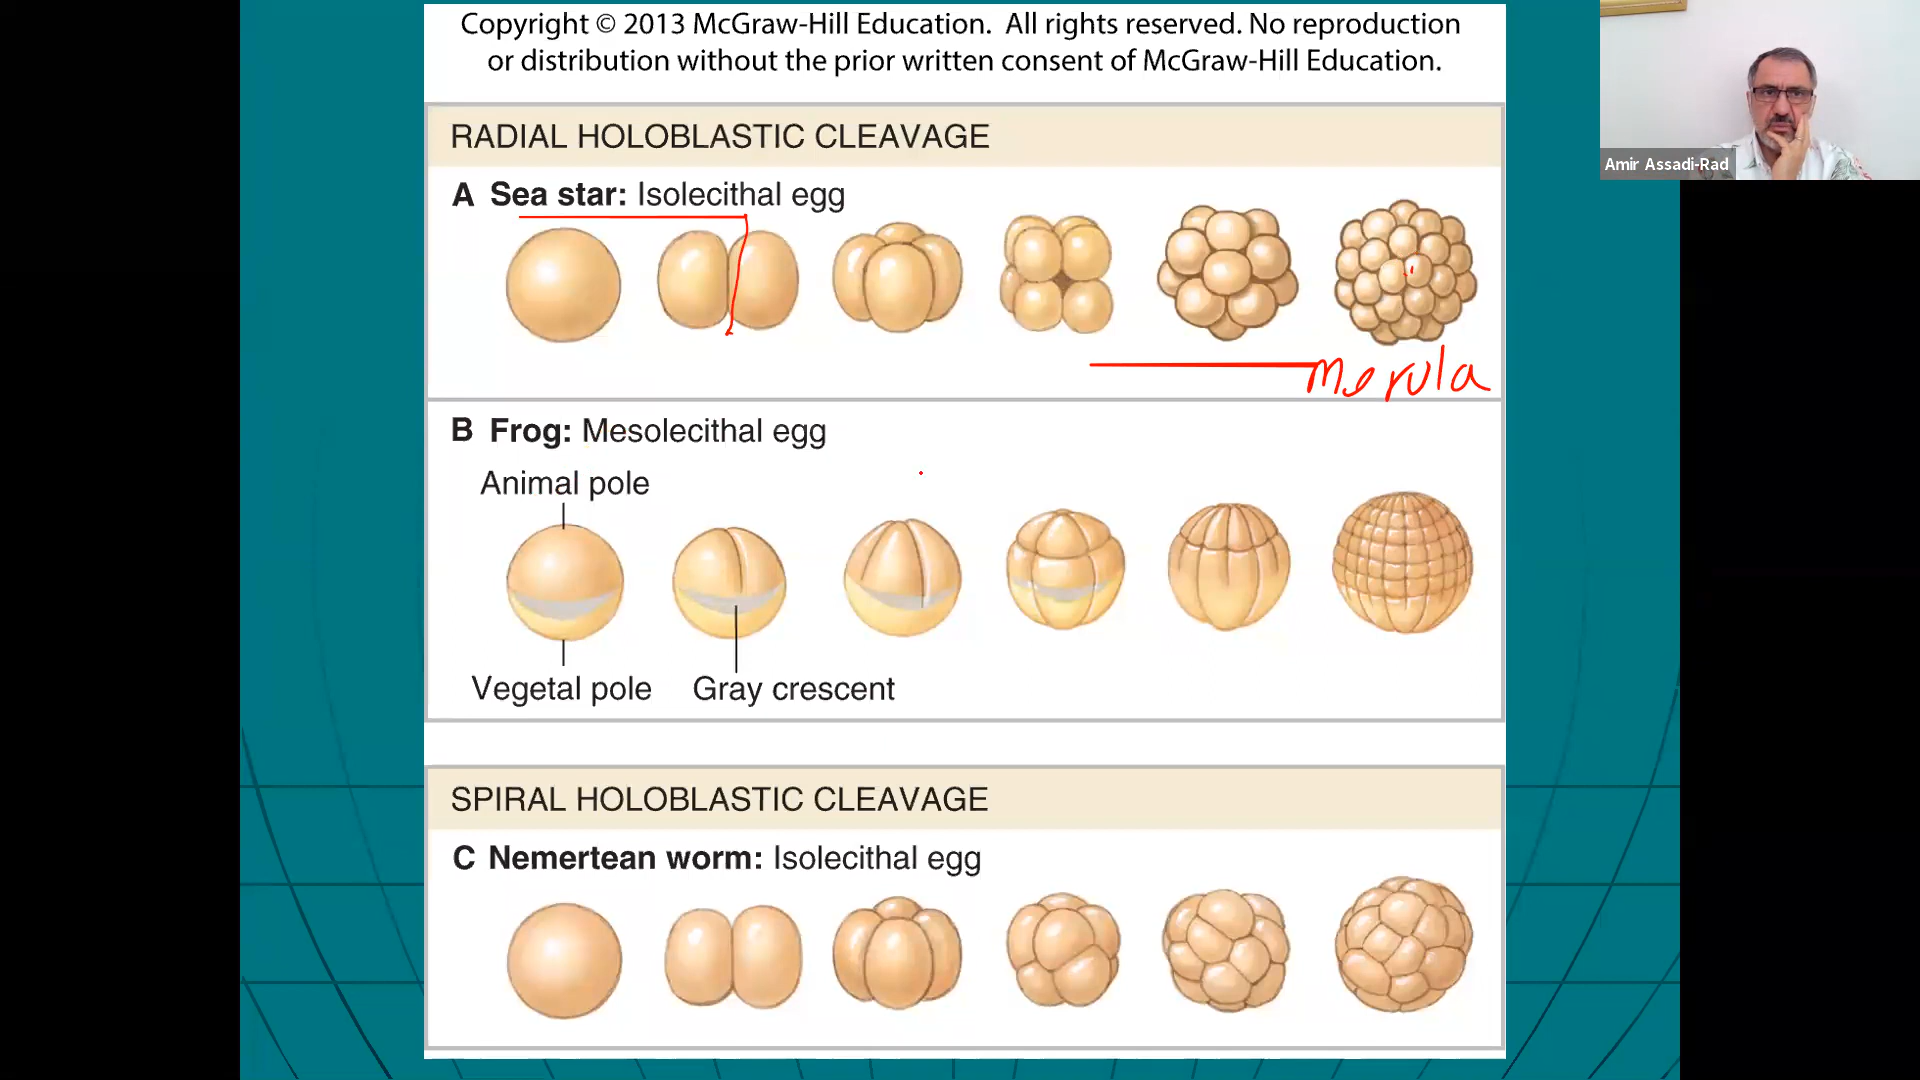 Copyright © 2013 McGraw-Hill Education. All rights reserved. No reproduction
or distribution without the prior written consent of McGraw-Hill Education.
Amir Assadi-Rad
RADIAL HOLOBLASTIC CLEAVAGE
A Sea star: Isolecithal egg
merula
B Frog: Mesolecithal egg
Animal pole
Vegetal pole
Gray crescent
SPIRAL HOLOBLASTIC CLEAVAGE
C Nemertean worm: Isolecithal egg